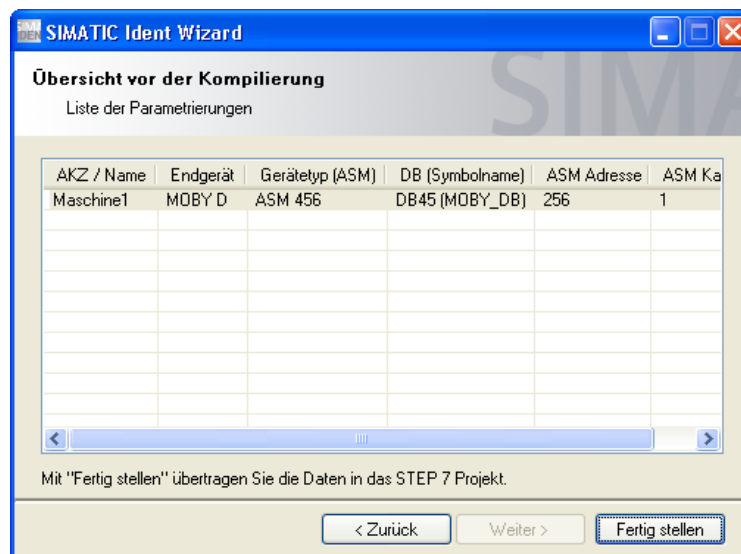 SIMATIC Ident Wizard
Übersicht vor der Kompilierung
Liste der Parametrierungen
AKZ / Name Endgerät Gerätetyp (ASM) DB (Symbolname) ASM Adresse ASM Ka
Maschine1 MOBY D ASM 456 DB45 (MOBY_DB) 256 1
Mit "Fertig stellen" übertragen Sie die Daten in das STEP 7 Projekt.
< Zurück Weiter > Fertig stellen